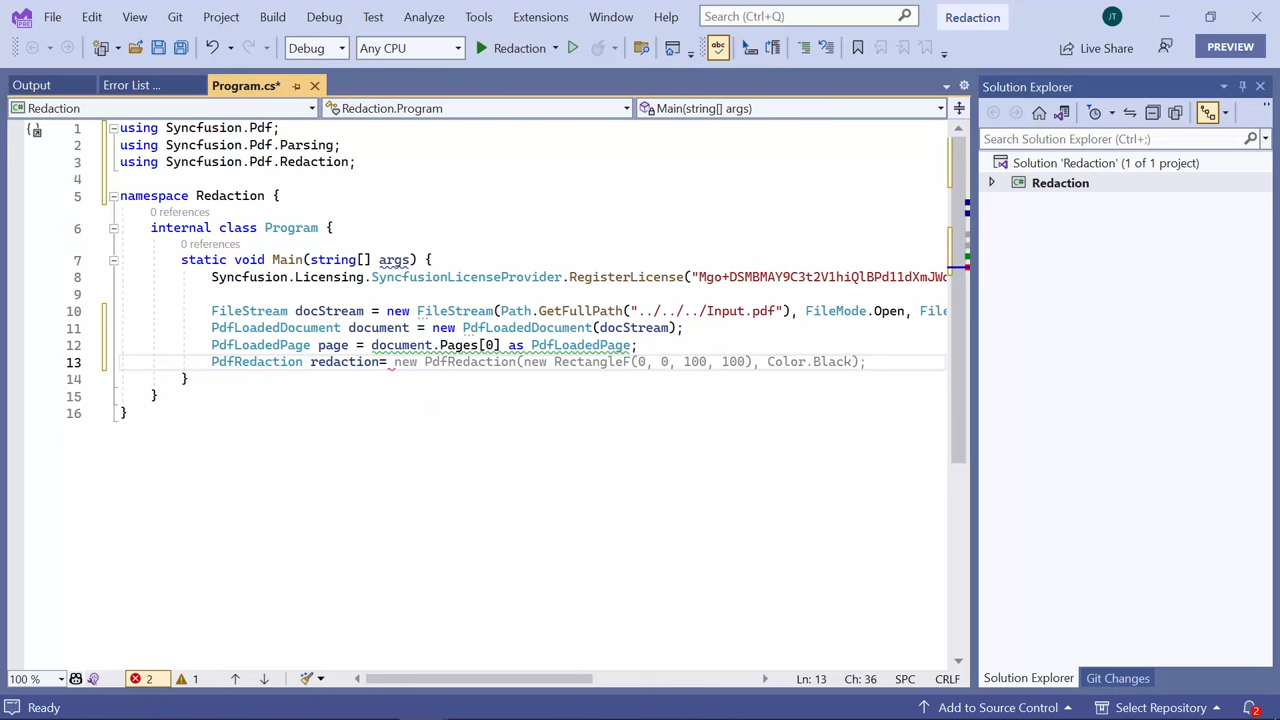 File Edit View Git Project Build Debug Test Analyze Tools Extensions Window Help Search (Ctrl+Q) Redaction JT
Debug Any CPU Redaction Live Share PREVIEW
Output Error List ... Program.cs*
Redaction Redaction.Program Main(string[] args)
1 using Syncfusion.Pdf;
2 using Syncfusion.Pdf.Parsing;
3 using Syncfusion.Pdf.Redaction;
4
5 namespace Redaction {
0 references
6 internal class Program {
0 references
7 static void Main(string[] args) {
8 Syncfusion.Licensing.SyncfusionLicenseProvider.RegisterLicense("Mgo+DSMBMAY9C3t2V1hiQlBPd11dXmJWd
9
10 FileStream docStream = new FileStream(Path.GetFullPath("../../../Input.pdf"), FileMode.Open, File
11 PdfLoadedDocument document = new PdfLoadedDocument(docStream);
12 PdfLoadedPage page = document.Pages[0] as PdfLoadedPage;
13 PdfRedaction redaction= new PdfRedaction(new RectangleF(0, 0, 100, 100), Color.Black);
14 }
15 }
16 }
100 % 2 1 Ln: 13 Ch: 36 SPC CRLF
Solution Explorer
Search Solution Explorer (Ctrl+;)
Solution 'Redaction' (1 of 1 project)
Redaction
Solution Explorer Git Changes
Ready Add to Source Control Select Repository 2